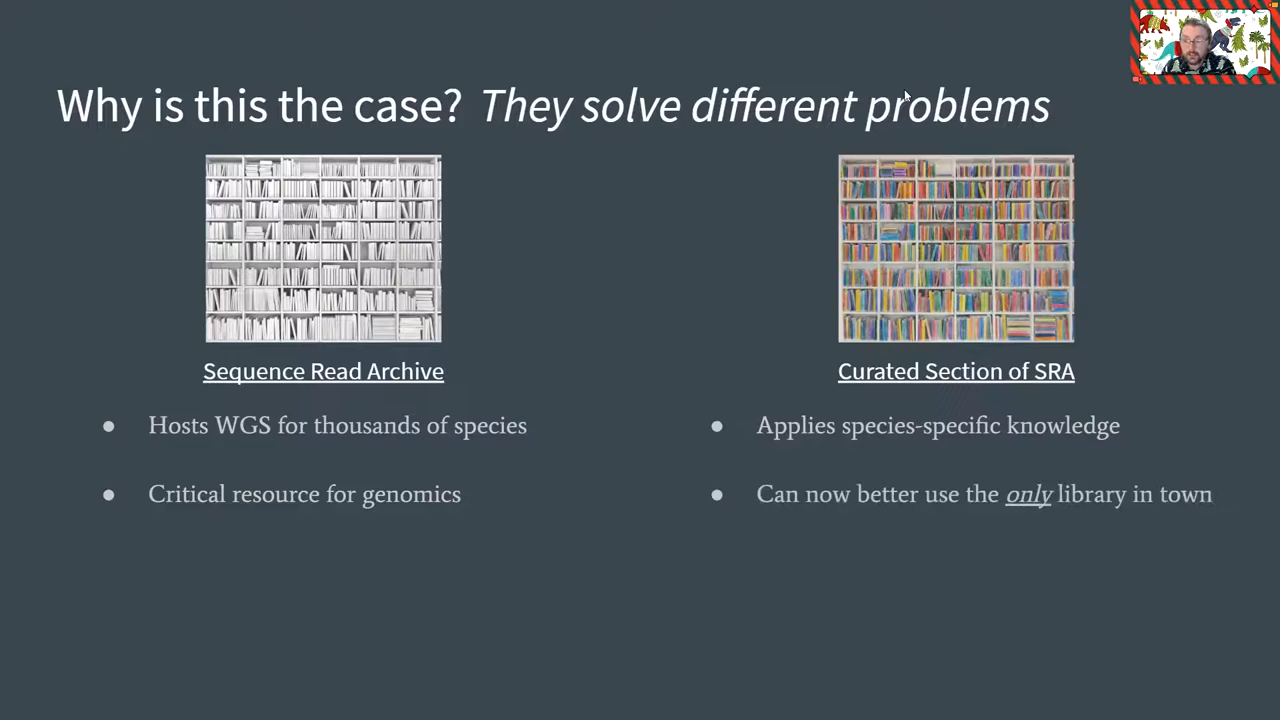 Why is this the case? They solve different problems
Sequence Read Archive
Curated Section of SRA
● Hosts WGS for thousands of species
● Critical resource for genomics
● Applies species-specific knowledge
● Can now better use the only library in town